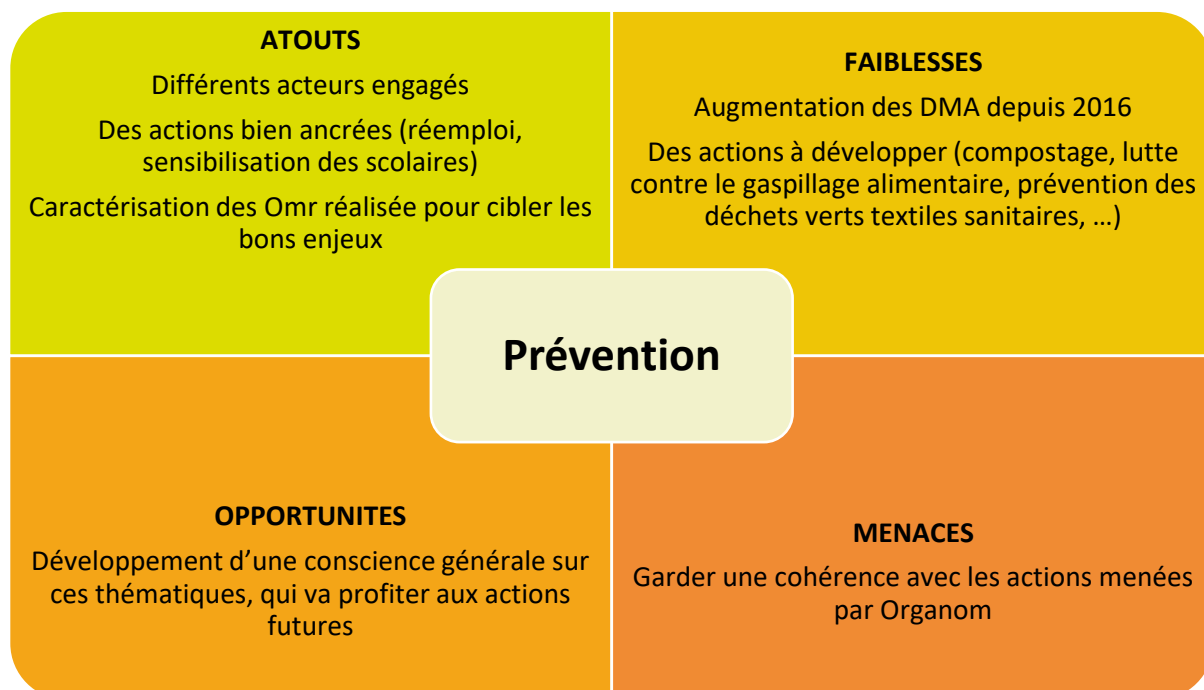 ATOUTS
Différents acteurs engagés
Des actions bien ancrées (réemploi,
sensibilisation des scolaires)
Caractérisation des Omr réalisée pour cibler les
bons enjeux
FAIBLESSES
Augmentation des DMA depuis 2016
Des actions à développer (compostage, lutte
contre le gaspillage alimentaire, prévention des
déchets verts textiles sanitaires, …)
Prévention
OPPORTUNITES
Développement d’une conscience générale sur
ces thématiques, qui va profiter aux actions
futures
MENACES
Garder une cohérence avec les actions menées
par Organom